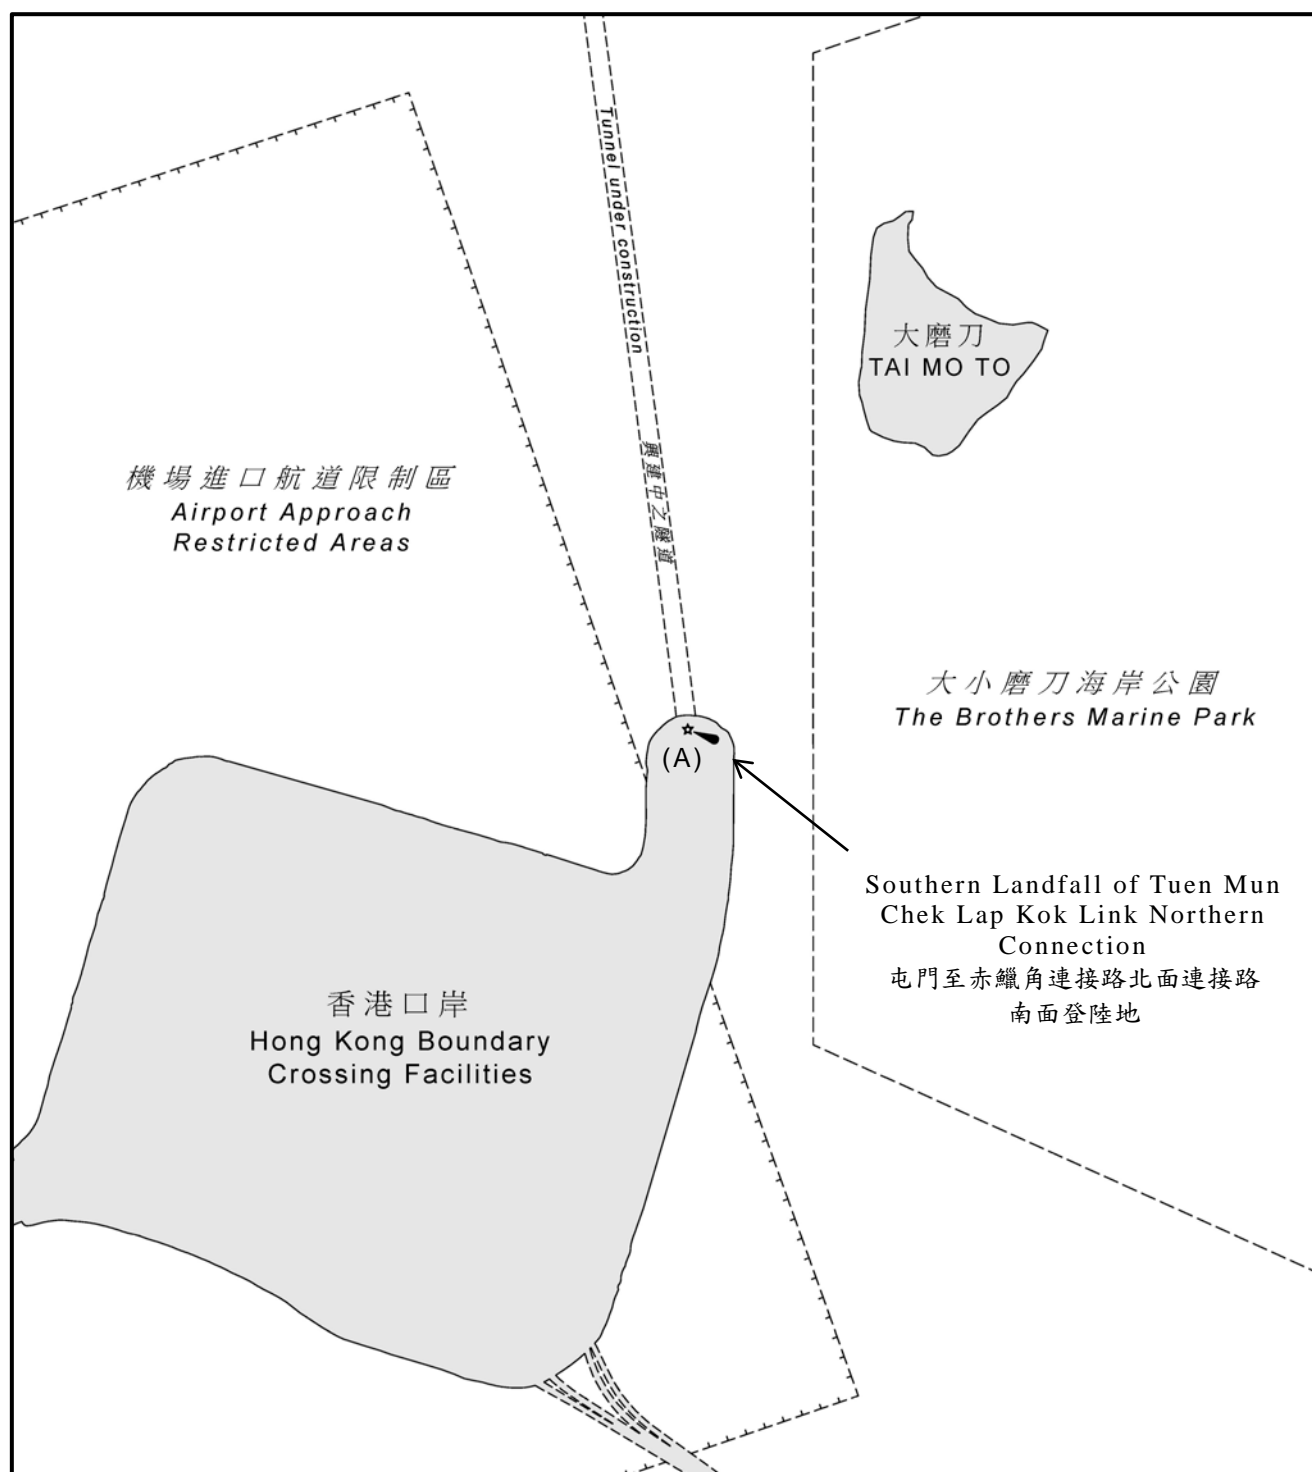 Tunnel under construction
興建中之隧道
大磨刀
TAI MO TO
機場進口航道限制區
Airport Approach
Restricted Areas
大小磨刀海岸公園
The Brothers Marine Park
(A)
Southern Landfall of Tuen Mun
Chek Lap Kok Link Northern
Connection
屯門至赤鱲角連接路北面連接路
南面登陸地
香港口岸
Hong Kong Boundary
Crossing Facilities